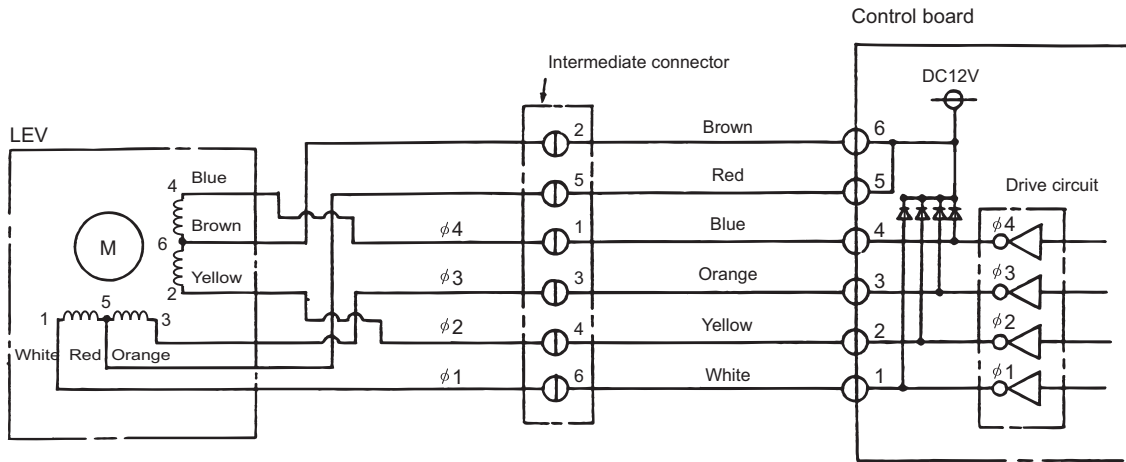 Control board
Intermediate connector
DC12V
LEV
2 Brown 6
4 Blue
5 Red 5
Drive circuit
6 Brown
ϕ4 1 Blue 4 ϕ4
M
Yellow
2
ϕ3 3 Orange 3 ϕ3
5
1 3
ϕ2 4 Yellow 2 ϕ2
White Red Orange
ϕ1 6 White 1 ϕ1